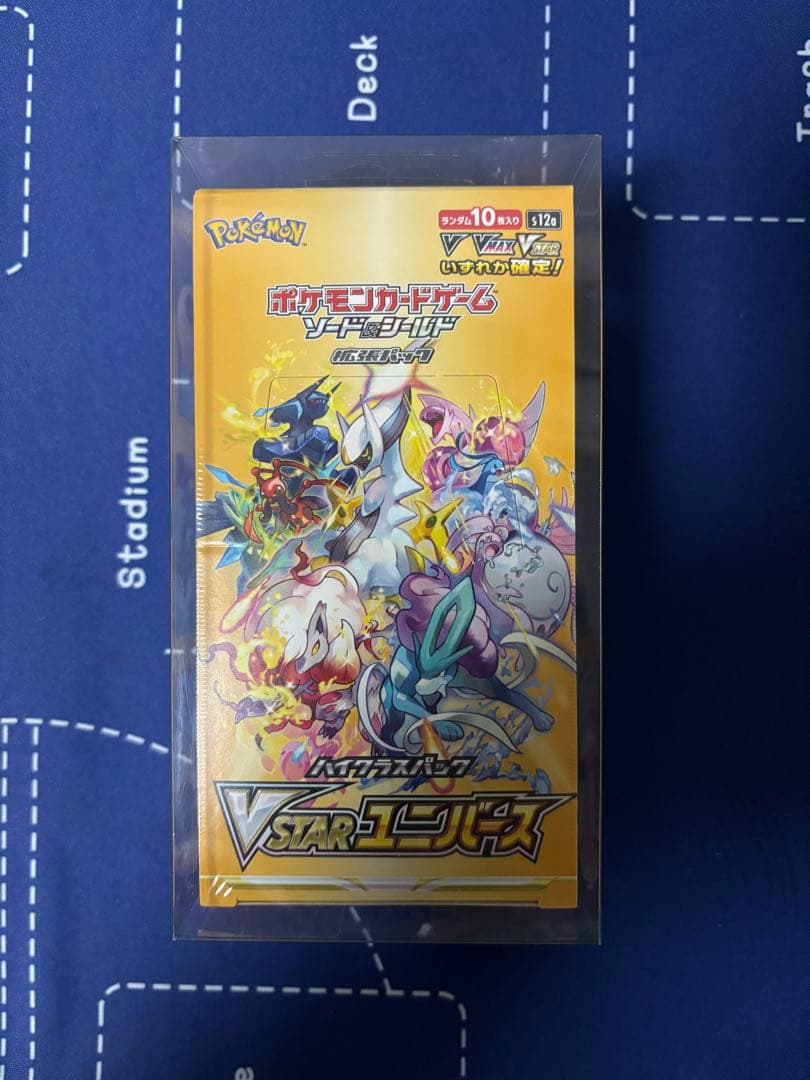 Deck
Stadium
Pokémon
TM
ランダム10枚入り s12a
V VMAX VSTAR
いずれか確定!
ポケモンカードゲーム
ソード&シールド
拡張パック
ハイクラスパック
VSTARユニバース